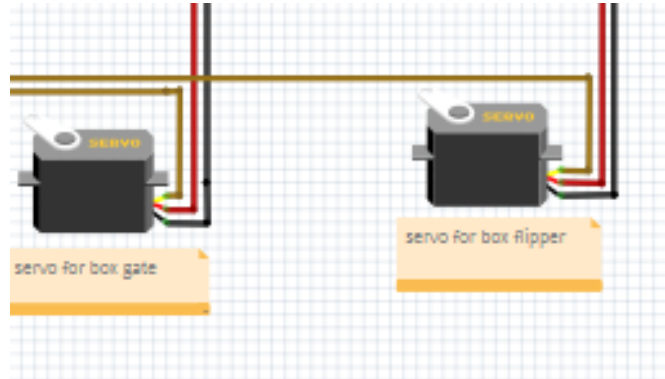 SERVO
SERVO
servo for box flipper
servo for box gate